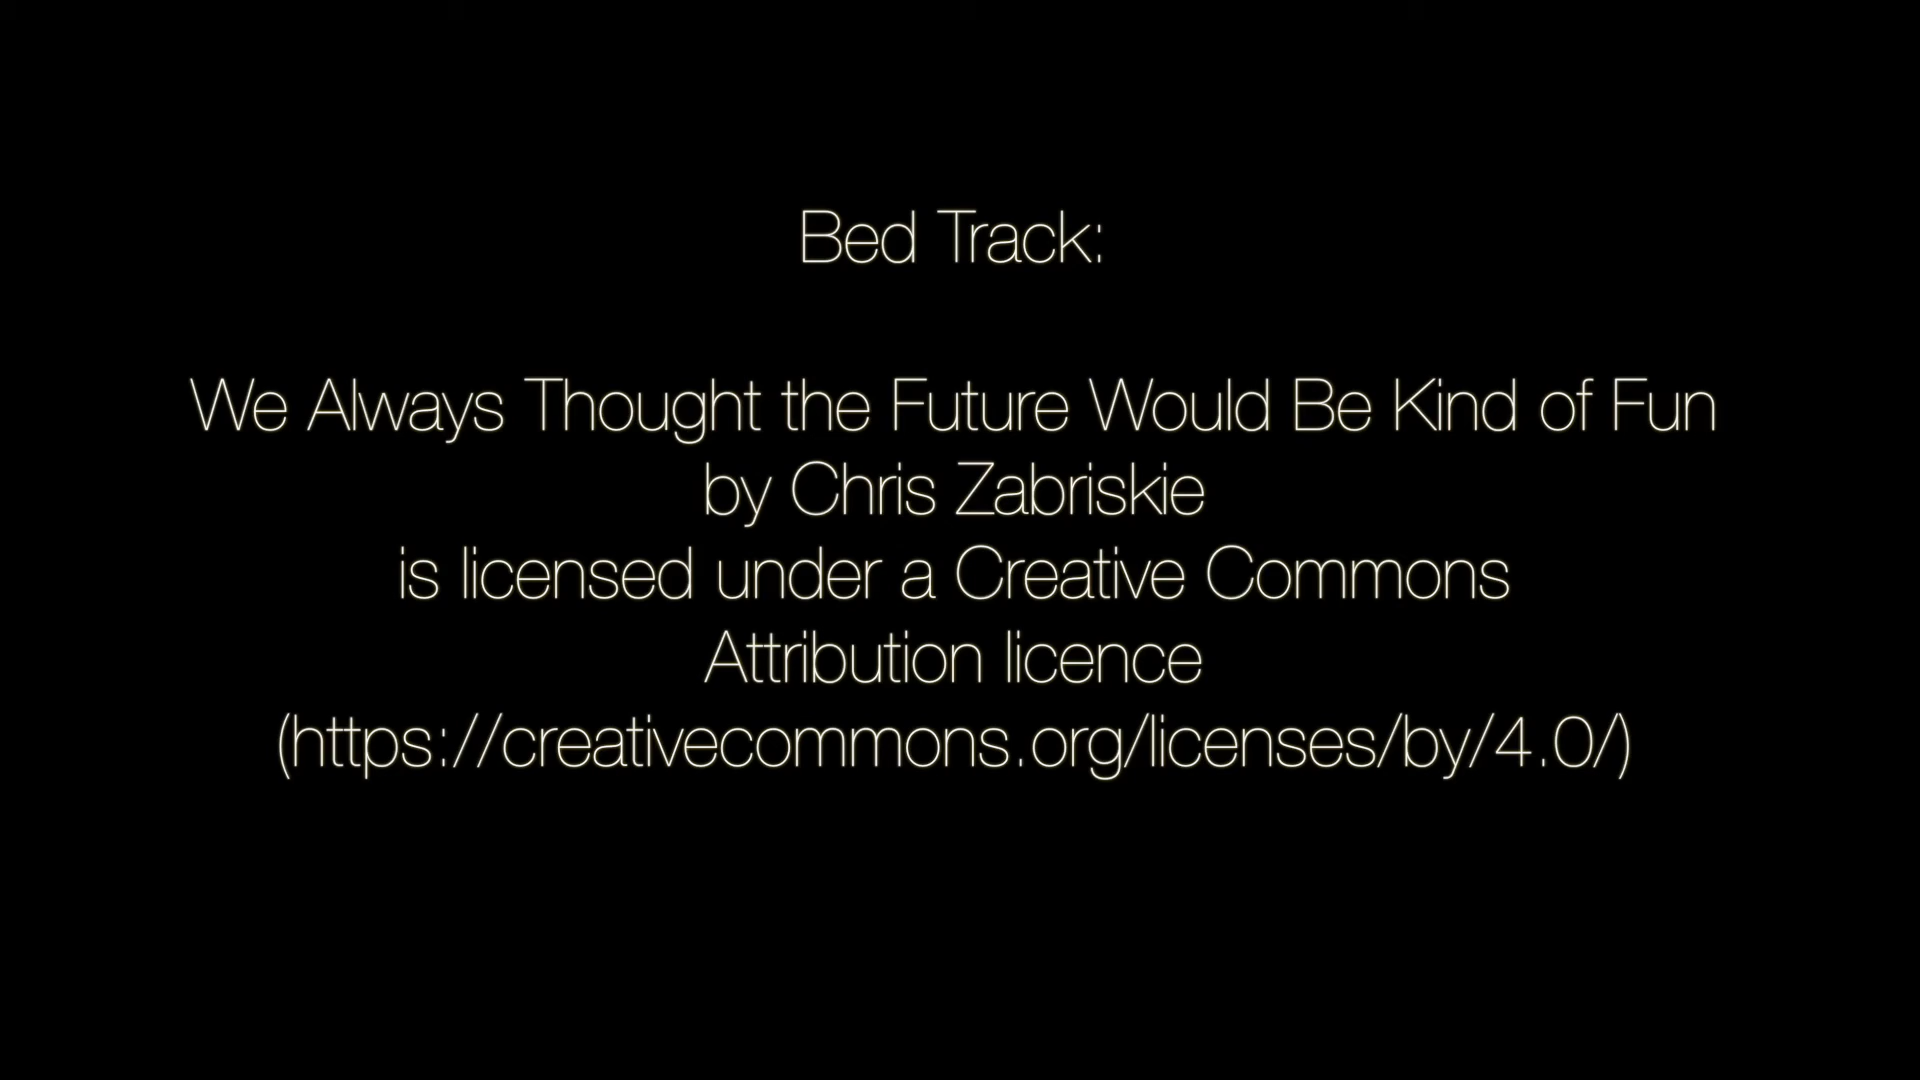 Bed Track:
We Always Thought the Future Would Be Kind of Fun
by Chris Zabriskie
is licensed under a Creative Commons
Attribution licence
(https://creativecommons.org/licenses/by/4.0/)